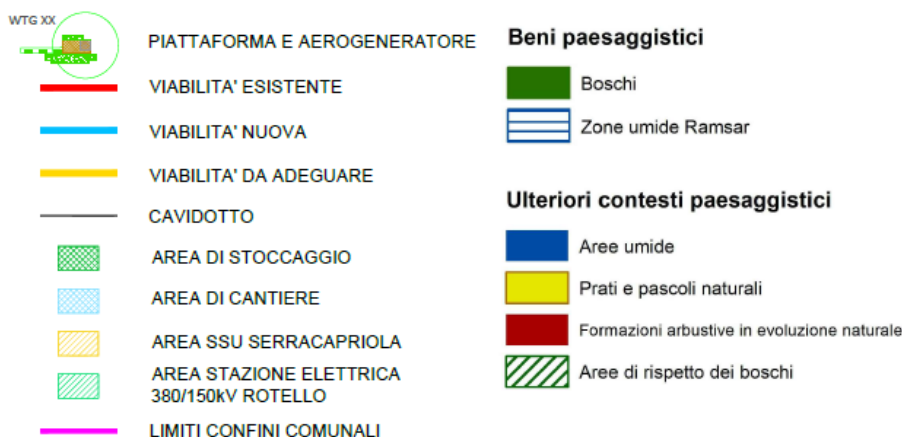 WTG XX
PIATTAFORMA E AEROGENERATORE
VIABILITA' ESISTENTE
VIABILITA' NUOVA
VIABILITA' DA ADEGUARE
CAVIDOTTO
AREA DI STOCCAGGIO
AREA DI CANTIERE
AREA SSU SERRACAPRIOLA
AREA STAZIONE ELETTRICA
380/150kV ROTELLO
LIMITI CONFINI COMUNALI
Beni paesaggistici
Boschi
Zone umide Ramsar
Ulteriori contesti paesaggistici
Aree umide
Prati e pascoli naturali
Formazioni arbustive in evoluzione naturale
Aree di rispetto dei boschi